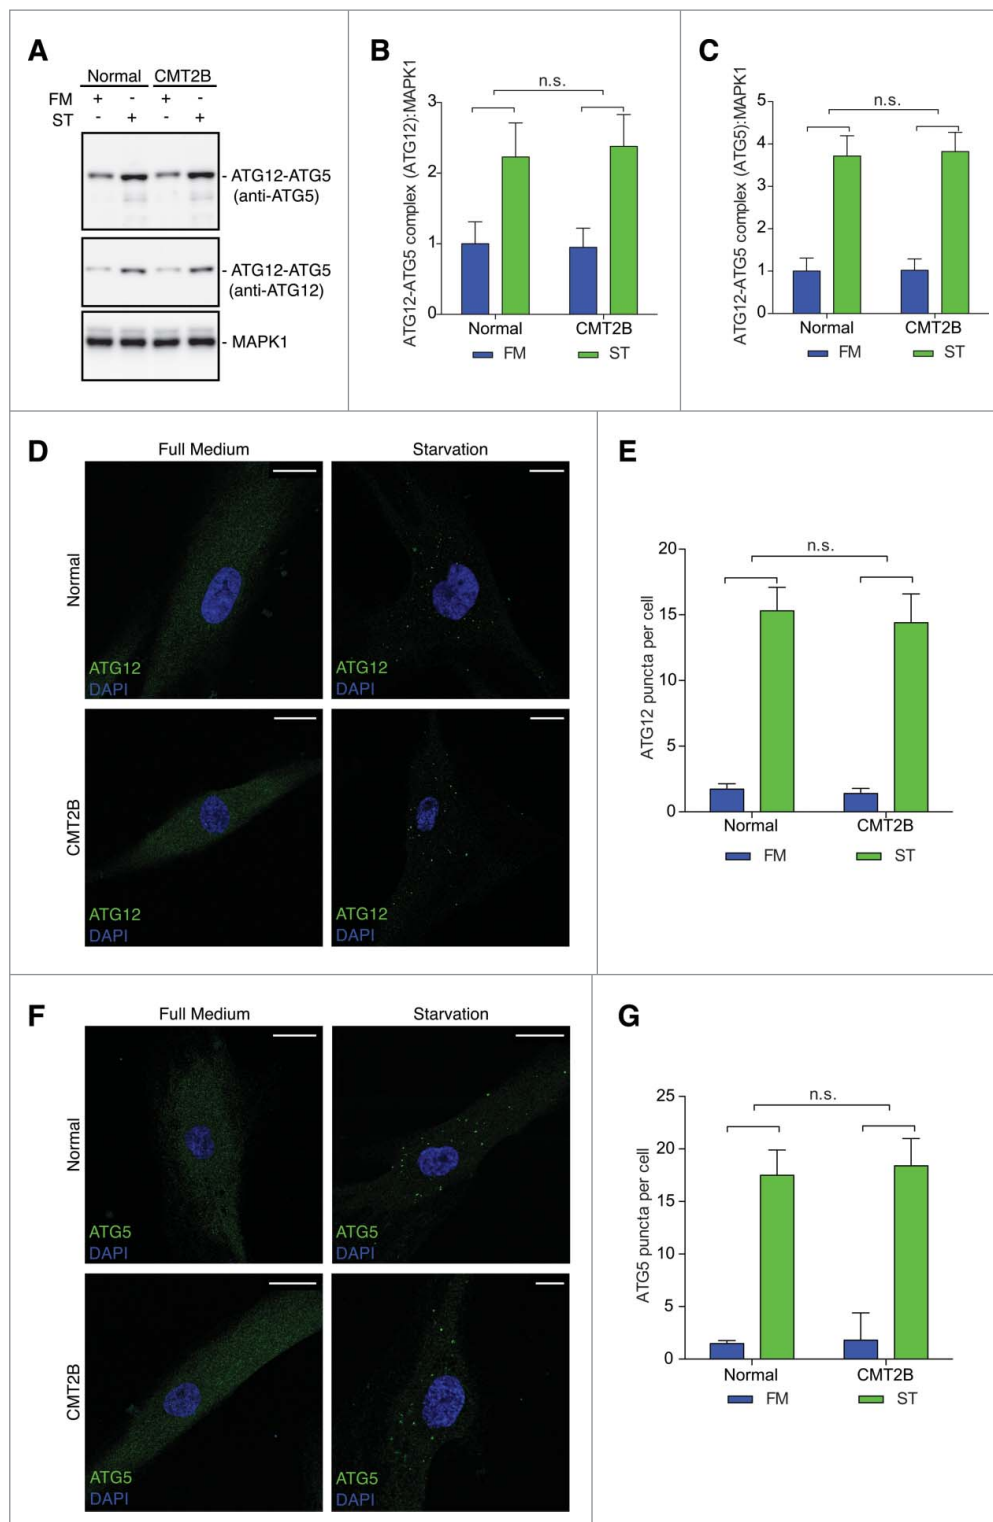 A
Normal CMT2B
FM + - + -
ST - + - +
- ATG12-ATG5
(anti-ATG5)
- ATG12-ATG5
(anti-ATG12)
- MAPK1
B
ATG12-ATG5 complex (ATG12):MAPK1
n.s.
3
2
1
0
Normal CMT2B
FM ST
C
ATG12-ATG5 complex (ATG5):MAPK1
n.s.
5
4
3
2
1
0
Normal CMT2B
FM ST
D
Full Medium Starvation
Normal
ATG12
DAPI
ATG12
DAPI
CMT2B
ATG12
DAPI
ATG12
DAPI
E
ATG12 puncta per cell
n.s.
20
15
10
5
0
Normal CMT2B
FM ST
F
Full Medium Starvation
Normal
ATG5
DAPI
ATG5
DAPI
CMT2B
ATG5
DAPI
ATG5
DAPI
G
ATG5 puncta per cell
n.s.
25
20
15
10
5
0
Normal CMT2B
FM ST